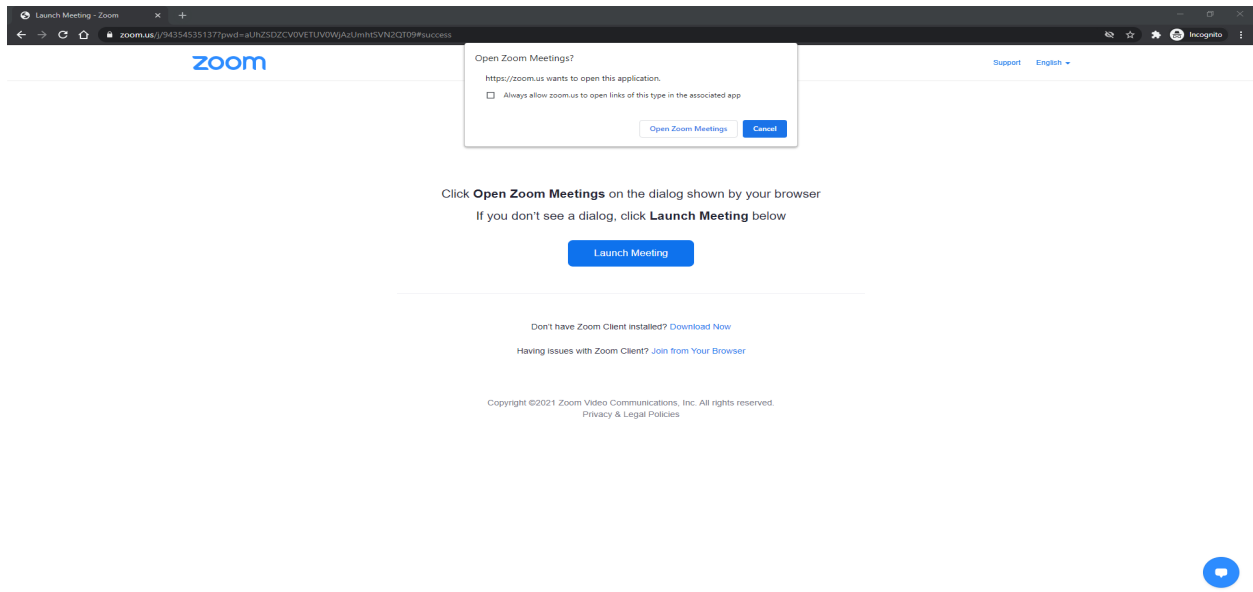 Launch Meeting - Zoom
zoom.us/j/94354535137?pwd=aUhZSDZCV0VETUV0WjAzUmhtSVN2QT09#success
Incognito
zoom
Support English
Open Zoom Meetings?
https://zoom.us wants to open this application.
Always allow zoom.us to open links of this type in the associated app
Open Zoom Meetings Cancel
Click Open Zoom Meetings on the dialog shown by your browser
If you don't see a dialog, click Launch Meeting below
Launch Meeting
Don't have Zoom Client installed? Download Now
Having issues with Zoom Client? Join from Your Browser
Copyright ©2021 Zoom Video Communications, Inc. All rights reserved.
Privacy & Legal Policies